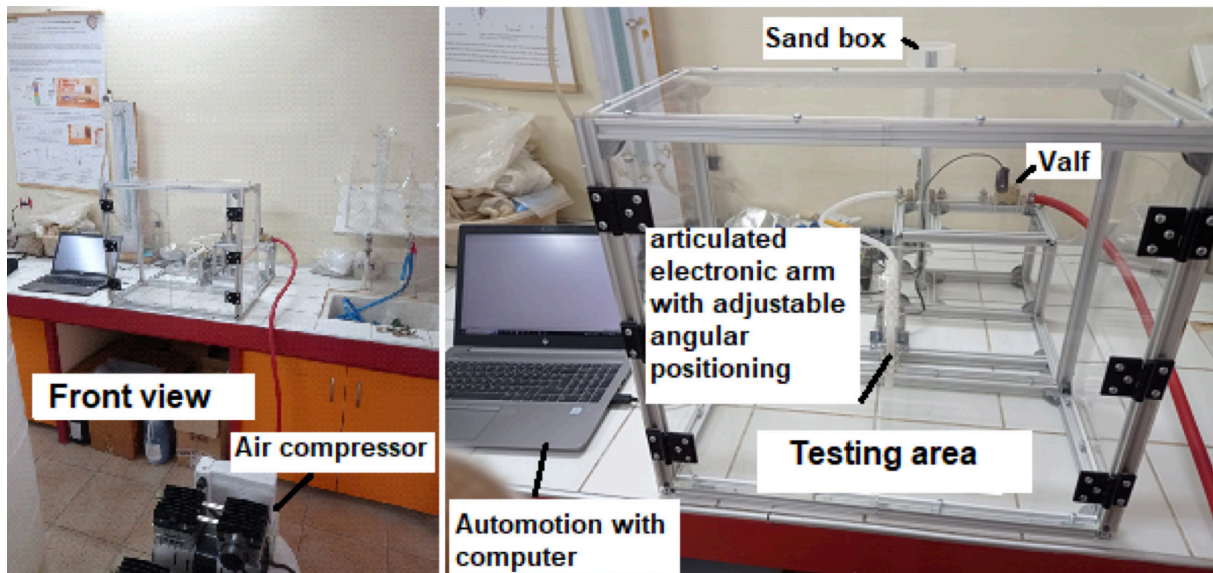 Front view
Air compressor
Sand box
Valf
articulated
electronic arm
with adjustable
angular
positioning
Testing area
Automotion with
computer